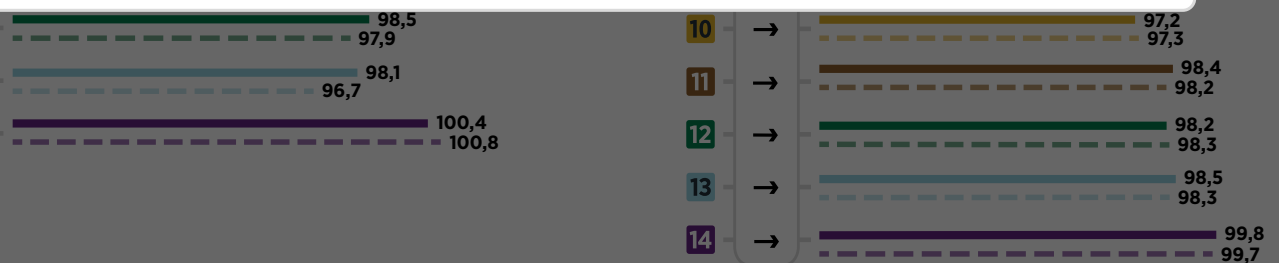 98,5
97,9
98,1
96,7
100,4
100,8
10 → 97,2
97,3
11 → 98,4
98,2
12 → 98,2
98,3
13 → 98,5
98,3
14 → 99,8
99,7